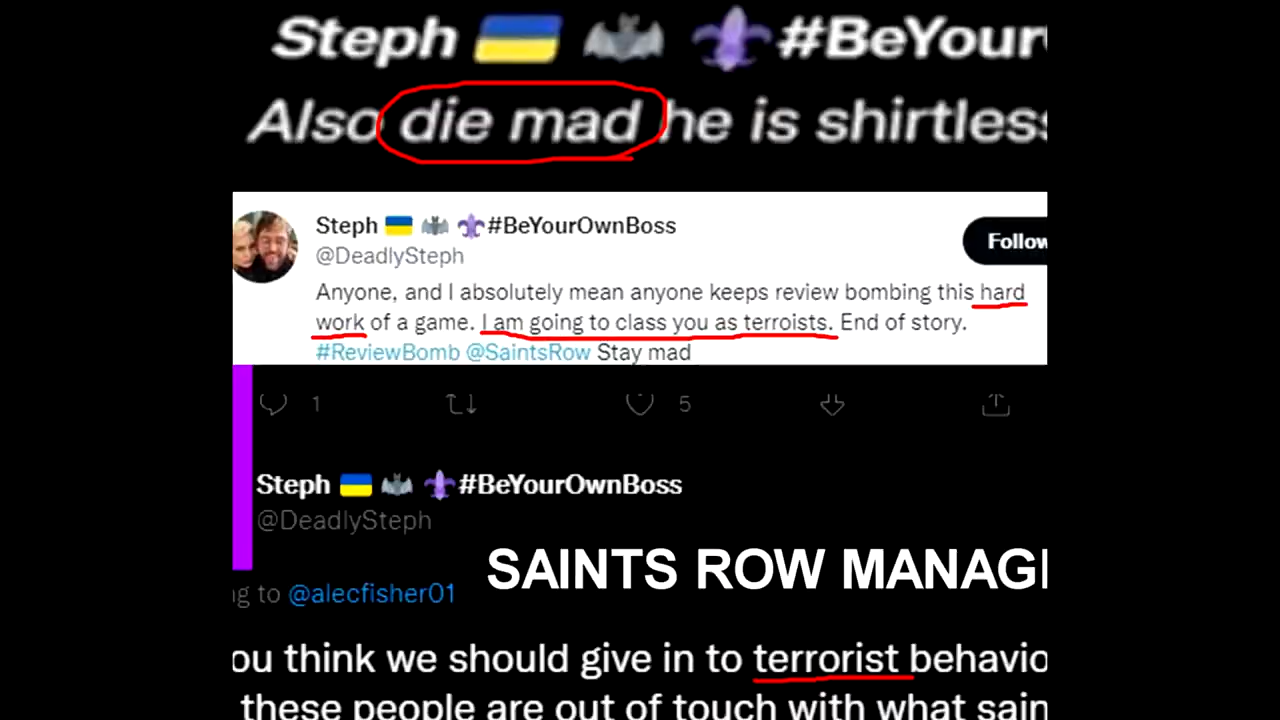 Steph 🇺🇦 🦇 ⚜#BeYour
Also die mad he is shirtless
Steph 🇺🇦 🦇 ⚜#BeYourOwnBoss
@DeadlySteph
Follow
Anyone, and I absolutely mean anyone keeps review bombing this hard
work of a game. I am going to class you as terroists. End of story.
#ReviewBomb @SaintsRow Stay mad
1 5
Steph 🇺🇦 🦇 ⚜#BeYourOwnBoss
@DeadlySteph
SAINTS ROW MANAG
ng to @alecfisher01
ou think we should give in to terrorist behavio
these people are out of touch with what sain